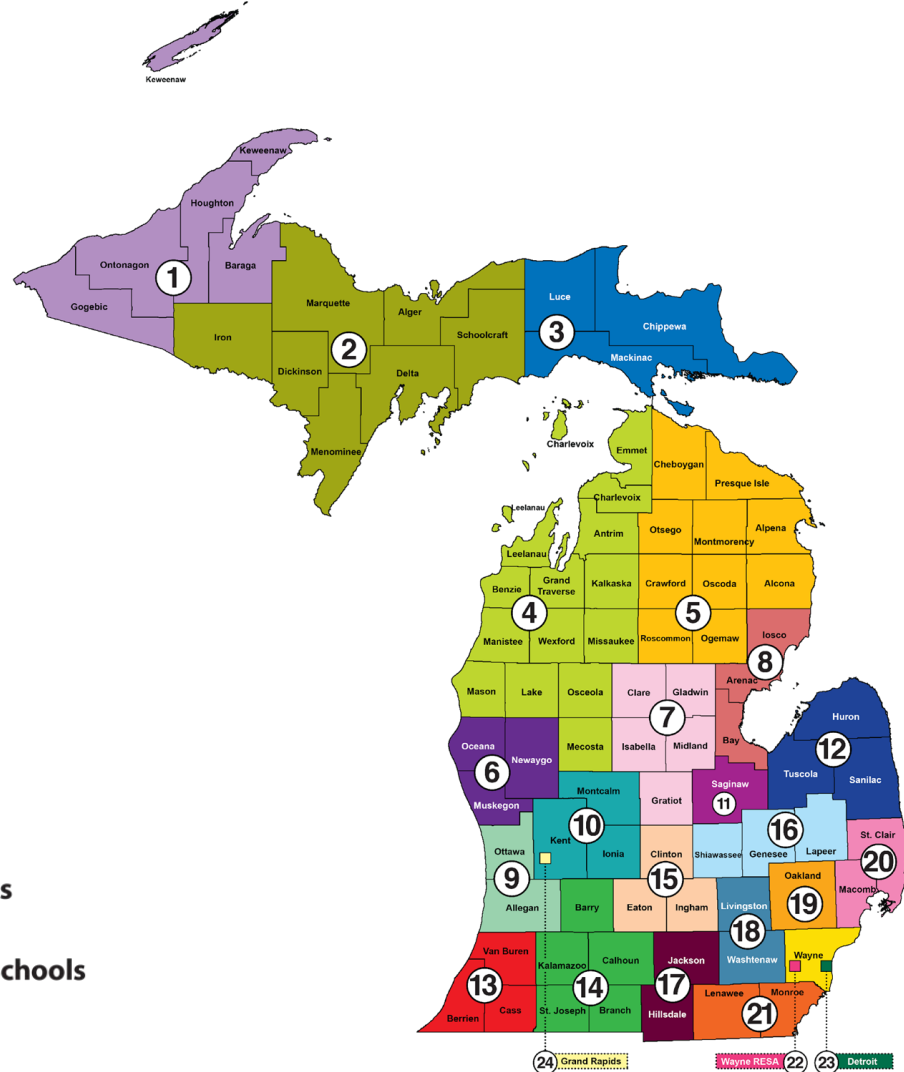 Keweenaw
Keweenaw
Houghton
Ontonagon
Baraga
1
Gogebic
Marquette
Alger
Iron
2
Schoolcraft
Dickinson
Delta
Menominee
Luce
3
Chippewa
Mackinac
Charlevoix
Emmet
Cheboygan
Presque Isle
Charlevoix
Leelanau
Antrim
Otsego
Montmorency
Alpena
Leelanau
Benzie
Grand
Traverse
Kalkaska
Crawford
Oscoda
Alcona
4
5
Manistee
Wexford
Missaukee
Roscommon
Ogemaw
Iosco
8
Arenac
Mason
Lake
Osceola
Clare
Gladwin
7
Huron
Oceana
Newaygo
Mecosta
Isabella
Midland
Bay
12
6
Tuscola
Sanilac
Muskegon
Montcalm
Gratiot
Saginaw
11
10
Kent
Ionia
16
Ottawa
Clinton
Shiawassee
Genesee
Lapeer
St. Clair
20
9
15
Oakland
Macomb
s
Allegan
Barry
Eaton
Ingham
Livingston
19
18
Van Buren
Kalamazoo
Calhoun
Jackson
Washtenaw
Wayne
chools
13
14
17
Berrien
Cass
St. Joseph
Branch
Hillsdale
Lenawee
Monroe
21
24 Grand Rapids
Wayne RESA 22
23 Detroit